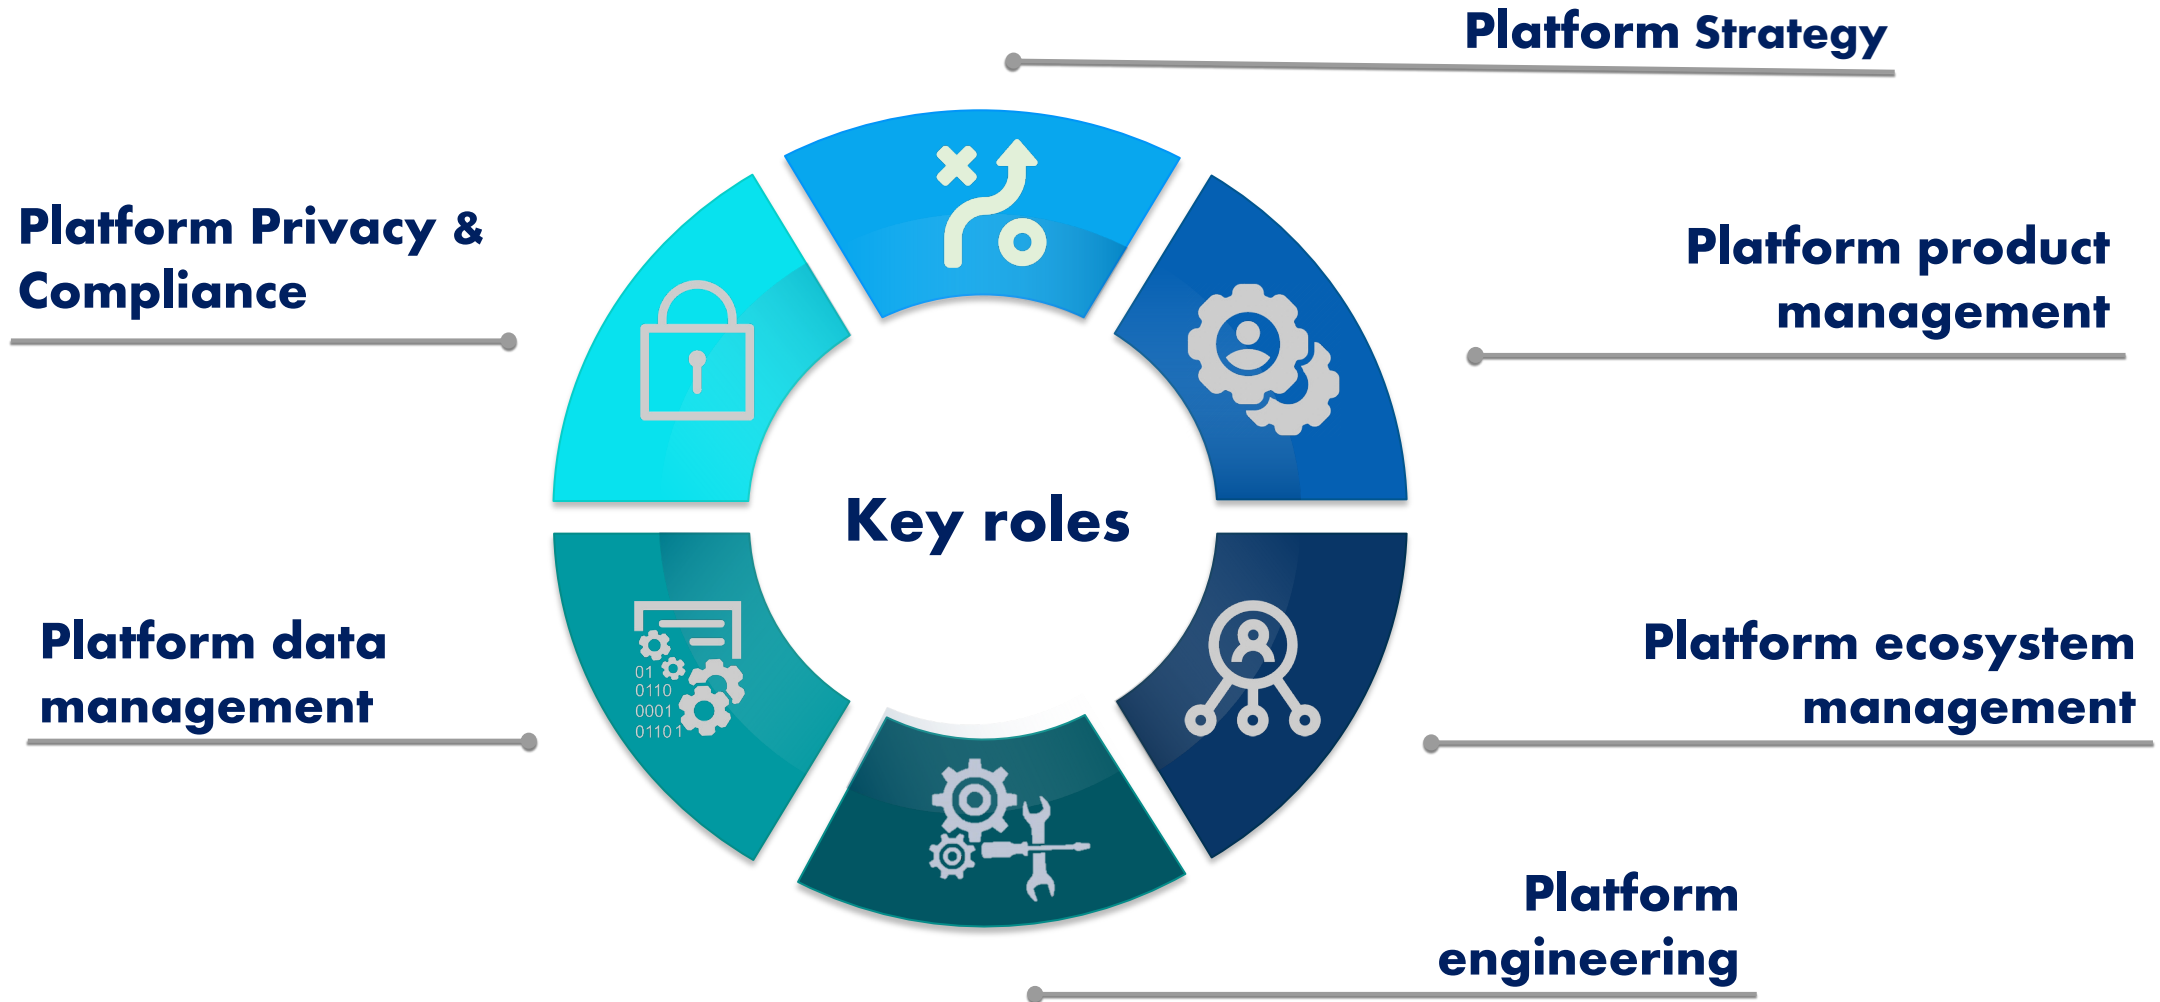 Platform Strategy
Platform Privacy &
Compliance
Platform product
management
Key roles
Platform data
management
01
0110
0001
01101
Platform ecosystem
management
Platform
engineering